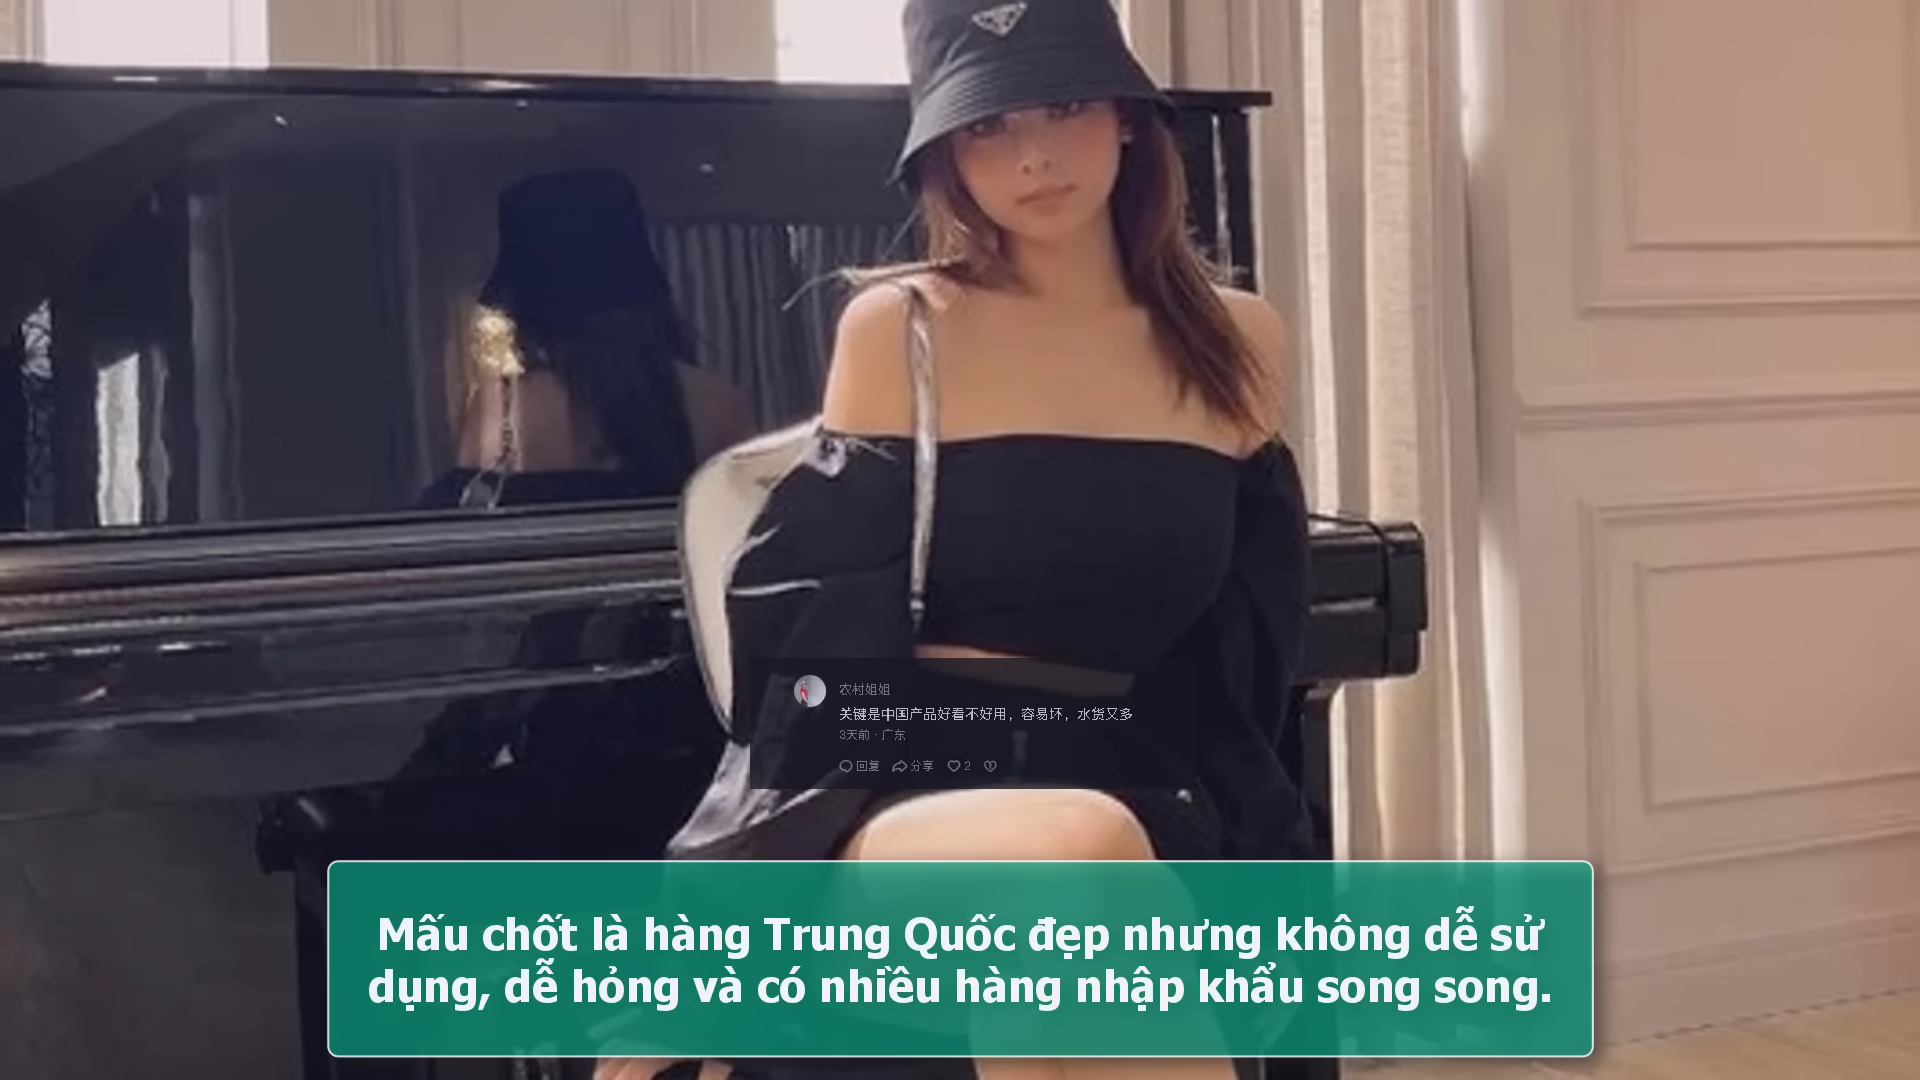 农村姐姐
关键是中国产品好看不好用，容易坏，水货又多
3天前 · 广东
回复 分享 2
Mấu chốt là hàng Trung Quốc đẹp nhưng không dễ sử
dụng, dễ hỏng và có nhiều hàng nhập khẩu song song.